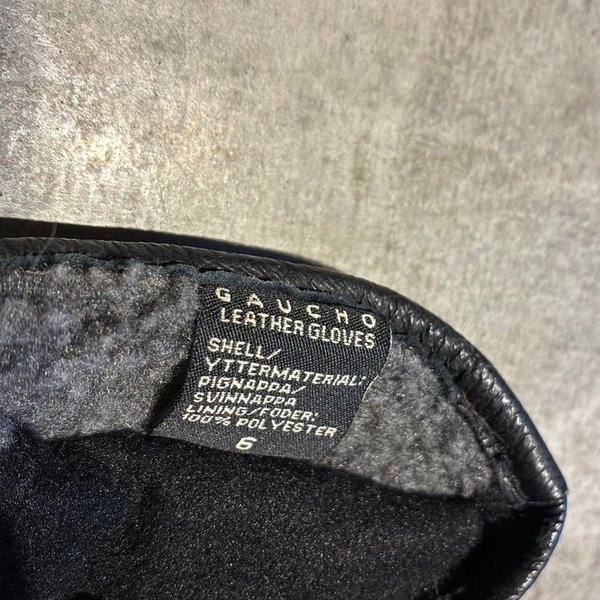 GAUCHO
LEATHER GLOVES
SHELL/
YTTERMATERIAL:
PIGNAPPA/
SVINNAPPA
LINING/FODER:
100% POLYESTER
6